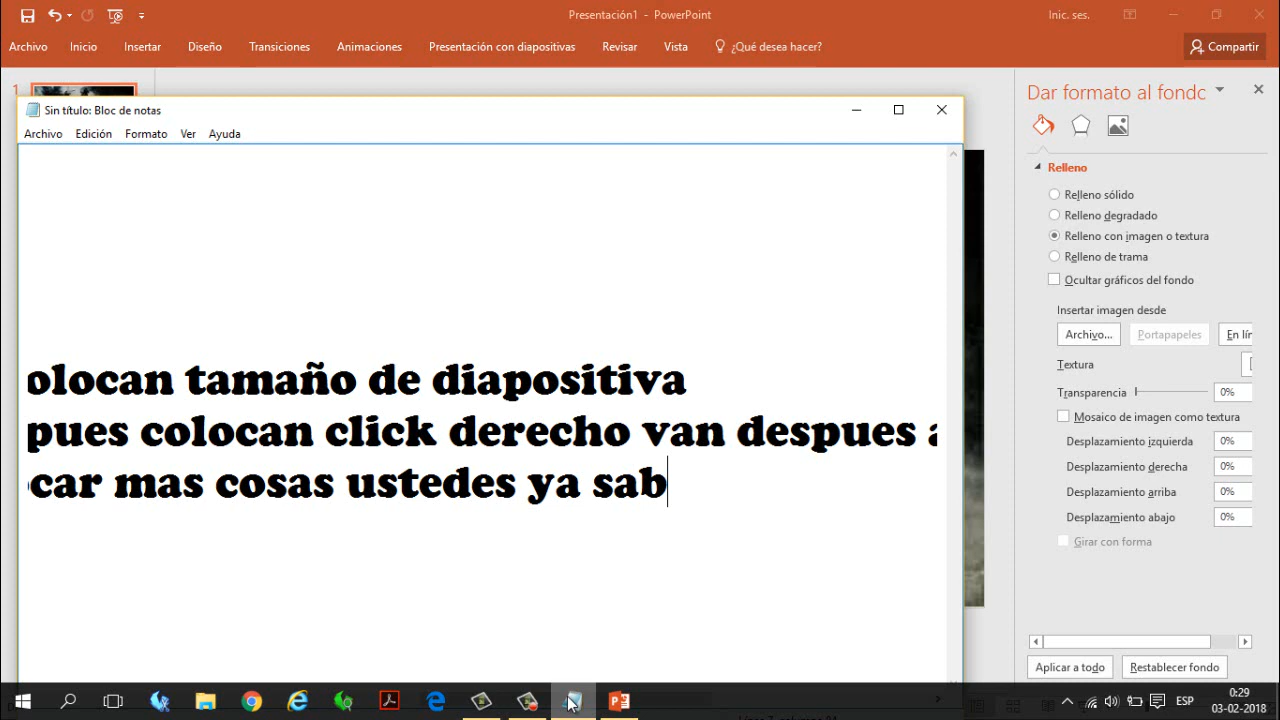 Presentación1 - PowerPoint
Inic. ses.
Archivo Inicio Insertar Diseño Transiciones Animaciones Presentación con diapositivas Revisar Vista ¿Qué desea hacer? Compartir
1
Sin título: Bloc de notas
Archivo Edición Formato Ver Ayuda
olocan tamaño de diapositiva
pues colocan click derecho van despues a
car mas cosas ustedes ya sab
Dar formato al fondo
Relleno
Relleno sólido
Relleno degradado
Relleno con imagen o textura
Relleno de trama
Ocultar gráficos del fondo
Insertar imagen desde
Archivo... Portapapeles En lín
Textura
Transparencia 0%
Mosaico de imagen como textura
Desplazamiento izquierda 0%
Desplazamiento derecha 0%
Desplazamiento arriba 0%
Desplazamiento abajo 0%
Girar con forma
Aplicar a todo Restablecer fondo
ESP
0:29
03-02-2018